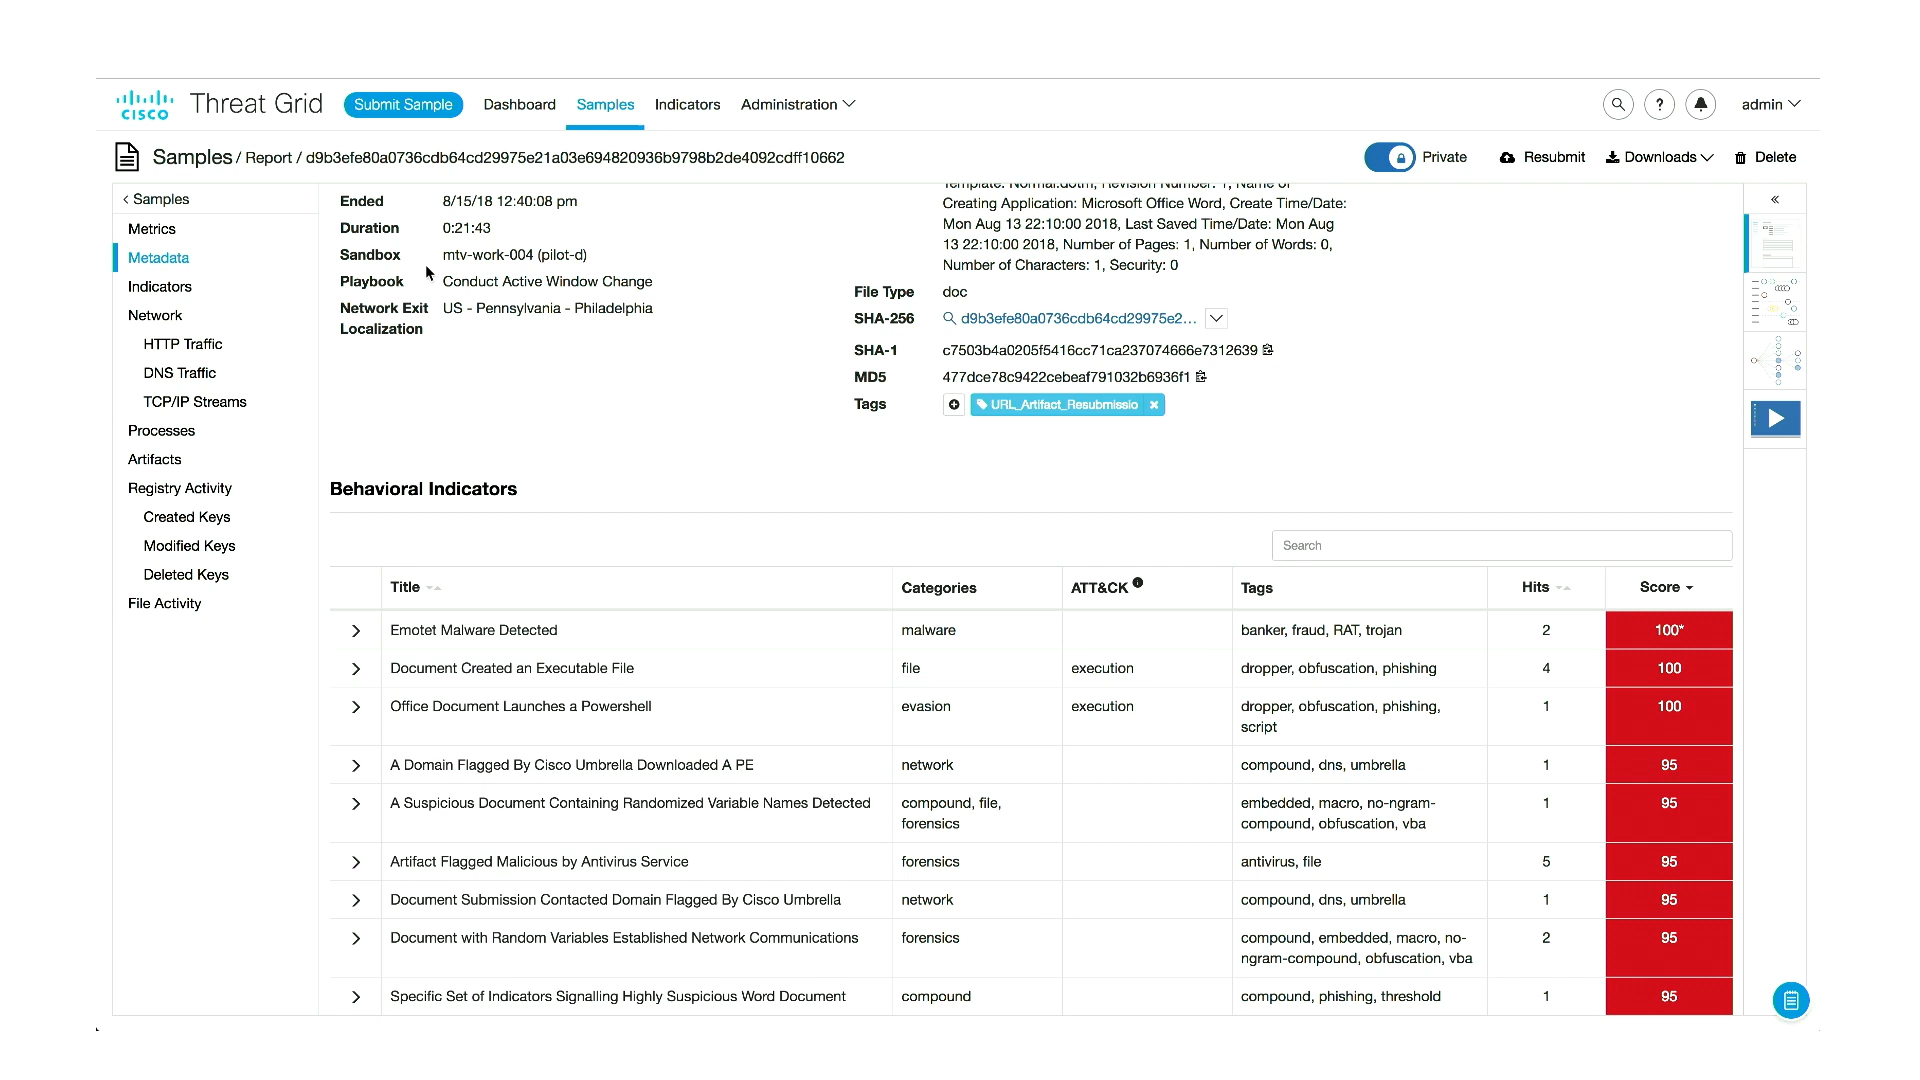 CISCO Threat Grid Submit Sample Dashboard Samples Indicators Administration ? admin
Samples / Report / d9b3efe80a0736cdb64cd29975e21a03e694820936b9798b2de4092cdff10662 Private Resubmit Downloads Delete
< Samples
Metrics
Metadata
Indicators
Network
HTTP Traffic
DNS Traffic
TCP/IP Streams
Processes
Artifacts
Registry Activity
Created Keys
Modified Keys
Deleted Keys
File Activity
Ended 8/15/18 12:40:08 pm
Duration 0:21:43
Sandbox mtv-work-004 (pilot-d)
Playbook Conduct Active Window Change
Network Exit US - Pennsylvania - Philadelphia
Localization
Template: Normal.dotm, Revision Number: 1, Name of
Creating Application: Microsoft Office Word, Create Time/Date:
Mon Aug 13 22:10:00 2018, Last Saved Time/Date: Mon Aug
13 22:10:00 2018, Number of Pages: 1, Number of Words: 0,
Number of Characters: 1, Security: 0
File Type doc
SHA-256 d9b3efe80a0736cdb64cd29975e2...
SHA-1 c7503b4a0205f5416cc71ca237074666e7312639
MD5 477dce78c9422cebeaf791032b6936f1
Tags URL_Artifact_Resubmissio ×
Behavioral Indicators
Search
Title Categories ATT&CK Tags Hits Score
Emotet Malware Detected malware banker, fraud, RAT, trojan 2 100*
Document Created an Executable File file execution dropper, obfuscation, phishing 4 100
Office Document Launches a Powershell evasion execution dropper, obfuscation, phishing, 1 100
script
A Domain Flagged By Cisco Umbrella Downloaded A PE network compound, dns, umbrella 1 95
A Suspicious Document Containing Randomized Variable Names Detected compound, file, embedded, macro, no-ngram- 1 95
forensics compound, obfuscation, vba
Artifact Flagged Malicious by Antivirus Service forensics antivirus, file 5 95
Document Submission Contacted Domain Flagged By Cisco Umbrella network compound, dns, umbrella 1 95
Document with Random Variables Established Network Communications forensics compound, embedded, macro, no- 2 95
ngram-compound, obfuscation, vba
Specific Set of Indicators Signalling Highly Suspicious Word Document compound compound, phishing, threshold 1 95